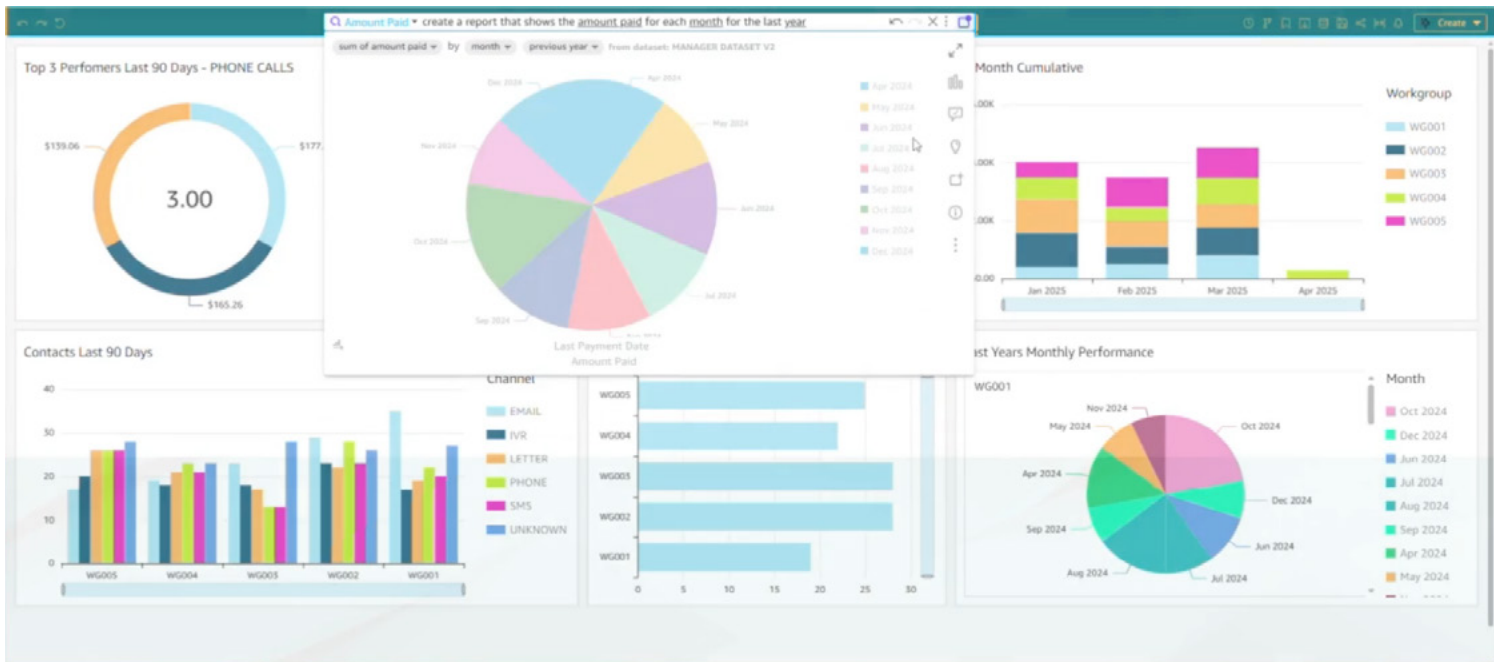 Amount Paid create a report that shows the amount paid for each month for the last year
Create
sum of amount paid by month previous year from dataset: MANAGER DATASET V2
Top 3 Perfomers Last 90 Days - PHONE CALLS
$139.06
$177.
3.00
$165.26
Dec 2024
Apr 2024
May 2024
Nov 2024
Jun 2024
Oct 2024
Jul 2024
Sep 2024
Last Payment Date
Amount Paid
Apr 2024
May 2024
Jun 2024
Jul 2024
Aug 2024
Sep 2024
Oct 2024
Nov 2024
Dec 2024
Month Cumulative
.00K
.00K
.00K
0.00
Jan 2025
Feb 2025
Mar 2025
Apr 2025
Workgroup
WG001
WG002
WG003
WG004
WG005
Contacts Last 90 Days
40
30
20
10
0
WG005
WG004
WG003
WG002
WG001
Channel
EMAIL
IVR
LETTER
PHONE
SMS
UNKNOWN
WG005
WG004
WG003
WG002
WG001
0
5
10
15
20
25
30
ast Years Monthly Performance
WG001
Nov 2024
May 2024
Oct 2024
Apr 2024
Dec 2024
Sep 2024
Jun 2024
Aug 2024
Jul 2024
Month
Oct 2024
Dec 2024
Jun 2024
Jul 2024
Aug 2024
Sep 2024
Apr 2024
May 2024